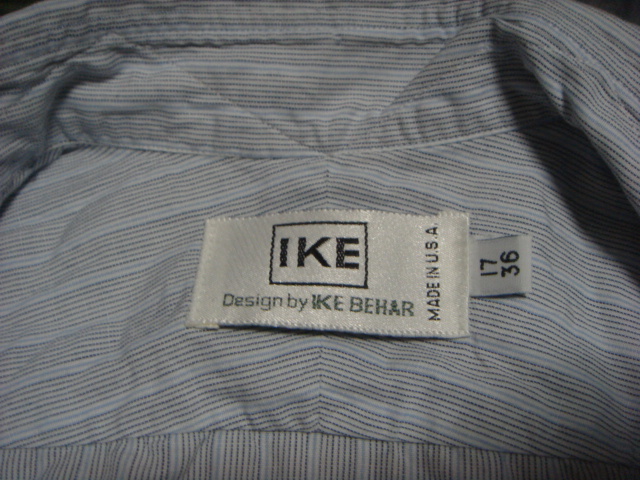 IKE
Design by IKE BEHAR
MADE IN U.S.A.
17
36